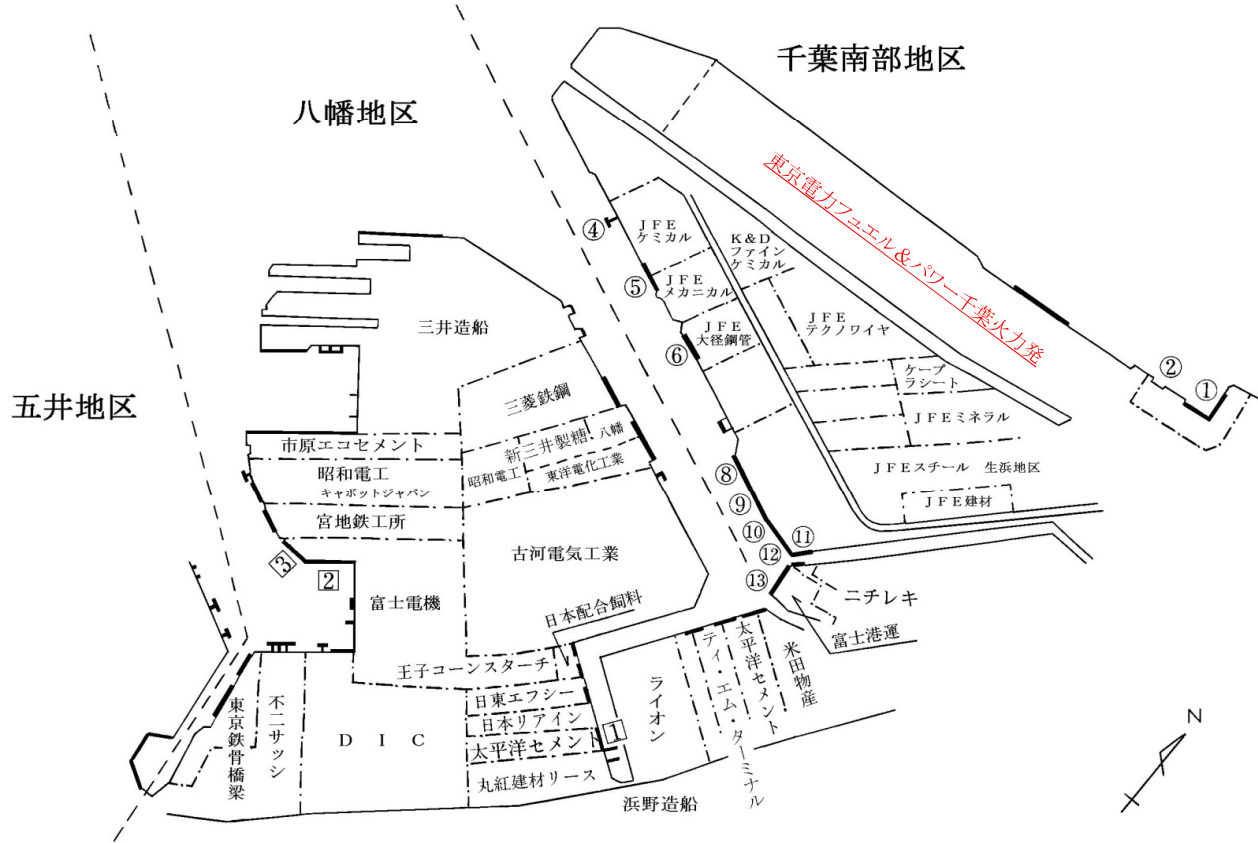 千葉南部地区
八幡地区
五井地区
東京電力フュエル&パワー千葉火力発
④
JFE
ケミカル
K&D
ファイン
ケミカル
⑤
JFE
メカニカル
JFE
テクノワイヤ
⑥
JFE
大径鋼管
②
①
ケープ
ラシート
JFEミネラル
JFEスチール 生浜地区
JFE建材
三井造船
三菱鉄鋼
新三井製糖
八幡
市原エコセメント
昭和電工
キャボットジャパン
昭和電工
東洋電化工業
宮地鉄工所
⑧
⑨
⑩
⑪
⑫
⑬
3
2
古河電気工業
富士電機
日本配合飼料
ニチレキ
富士港運
王子コーンスターチ
日東エフシー
日本リアイン
太平洋セメント
丸紅建材リース
1
ライオン
ティ・エム・ターミナル
太平洋セメント
米田物産
東京鉄骨橋梁
不二サッシ
DIC
浜野造船
N